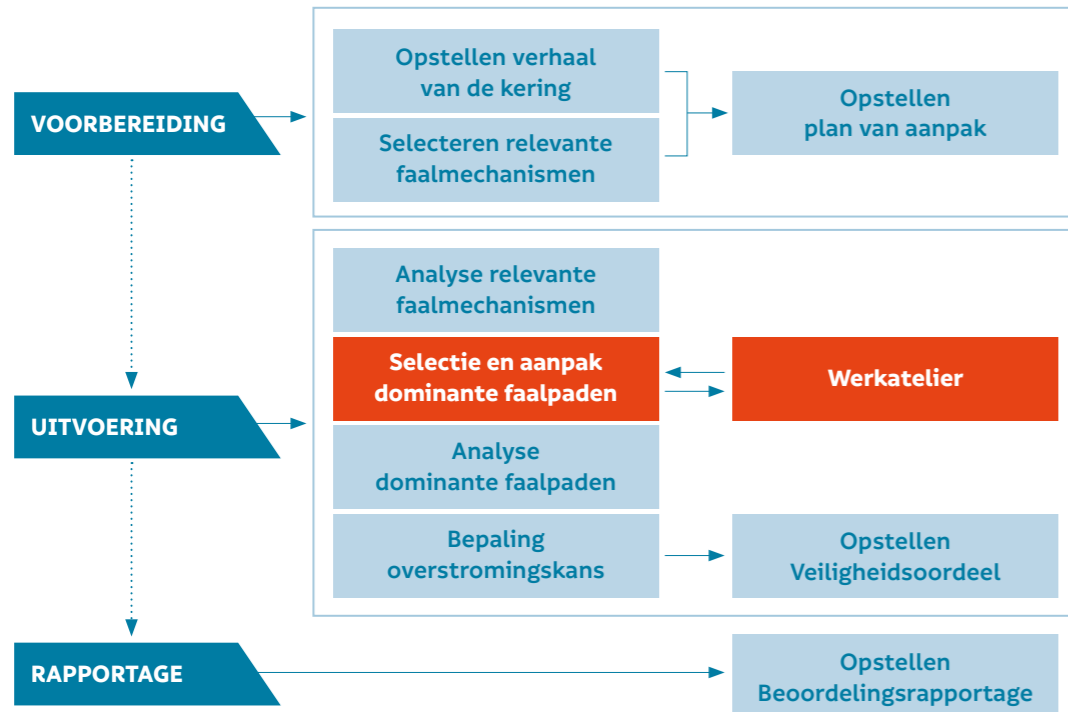 VOORBEREIDING
Opstellen verhaal
van de kering
Selecteren relevante
faalmechanismen
Opstellen
plan van aanpak
UITVOERING
Analyse relevante
faalmechanismen
Selectie en aanpak
dominante faalpaden
Werkatelier
Analyse
dominante faalpaden
Bepaling
overstromingskans
Opstellen
Veiligheidsoordeel
RAPPORTAGE
Opstellen
Beoordelingsrapportage